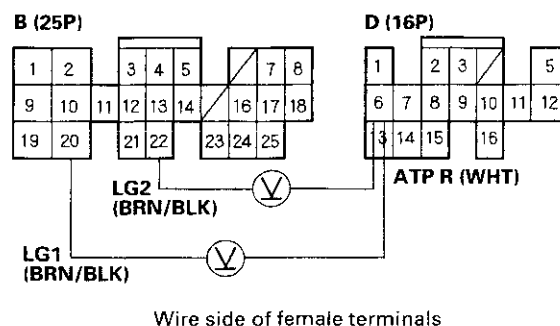 B (25P)
D (16P)
1 2 3 4 5 7 8
9 10 11 12 13 14 16 17 18
19 20 21 22 23 24 25
1 2 3 5
6 7 8 9 10 11 12
13 14 15 16
LG2
(BRN/BLK)
V
ATP R (WHT)
LG1
(BRN/BLK)
V
Wire side of female terminals